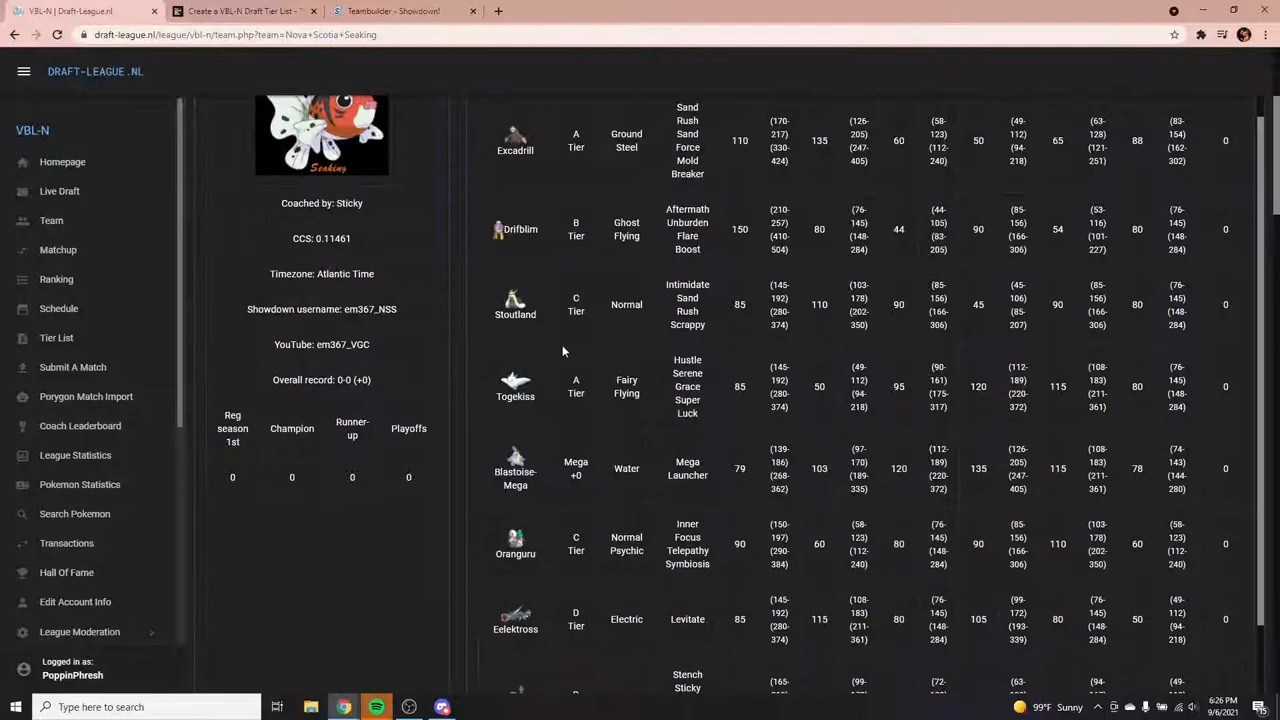 VBL-N | Draft-League.nl
Create a VBL-N Draft Tier List -
Teambuilder - Showdown!
draft-league.nl/league/vbl-n/team.php?team=Nova+Scotia+Seaking
DRAFT-LEAGUE.NL
VBL-N
Homepage
Live Draft
Team
Matchup
Ranking
Schedule
Tier List
Submit A Match
Porygon Match Import
Coach Leaderboard
League Statistics
Pokemon Statistics
Search Pokemon
Transactions
Hall Of Fame
Edit Account Info
League Moderation
Logged in as:
PoppinPhresh
Seaking
Coached by: Sticky
CCS: 0.11461
Timezone: Atlantic Time
Showdown username: em367_NSS
YouTube: em367_VGC
Overall record: 0-0 (+0)
Reg season 1st Champion Runner-up Playoffs
0 0 0 0
Excadrill A Tier Ground Steel Sand Rush Sand Force Mold Breaker 110 (170-217) (330-424) 135 (126-205) (247-405) 60 (58-123) (112-240) 50 (49-112) (94-218) 65 (63-128) (121-251) 88 (83-154) (162-302) 0
Drifblim B Tier Ghost Flying Aftermath Unburden Flare Boost 150 (210-257) (410-504) 80 (76-145) (148-284) 44 (44-105) (83-205) 90 (85-156) (166-306) 54 (53-116) (101-227) 80 (76-145) (148-284) 0
Stoutland C Tier Normal Intimidate Sand Rush Scrappy 85 (145-192) (280-374) 110 (103-178) (202-350) 90 (85-156) (166-306) 45 (45-106) (85-207) 90 (85-156) (166-306) 80 (76-145) (148-284) 0
Togekiss A Tier Fairy Flying Hustle Serene Grace Super Luck 85 (145-192) (280-374) 50 (49-112) (94-218) 95 (90-161) (175-317) 120 (112-189) (220-372) 115 (108-183) (211-361) 80 (76-145) (148-284) 0
Blastoise-Mega Mega +0 Water Mega Launcher 79 (139-186) (268-362) 103 (97-170) (189-335) 120 (112-189) (220-372) 135 (126-205) (247-405) 115 (108-183) (211-361) 78 (74-143) (144-280) 0
Oranguru C Tier Normal Psychic Inner Focus Telepathy Symbiosis 90 (150-197) (290-384) 60 (58-123) (112-240) 80 (76-145) (148-284) 90 (85-156) (166-306) 110 (103-178) (202-350) 60 (58-123) (112-240) 0
Eelektross D Tier Electric Levitate 85 (145-192) (280-374) 115 (108-183) (211-361) 80 (76-145) (148-284) 105 (99-172) (193-339) 80 (76-145) (148-284) 50 (49-112) (94-218) 0
Stench Sticky (165- (99- (72- (63- (94- (49-
Type here to search
99°F Sunny
6:26 PM
9/6/2021